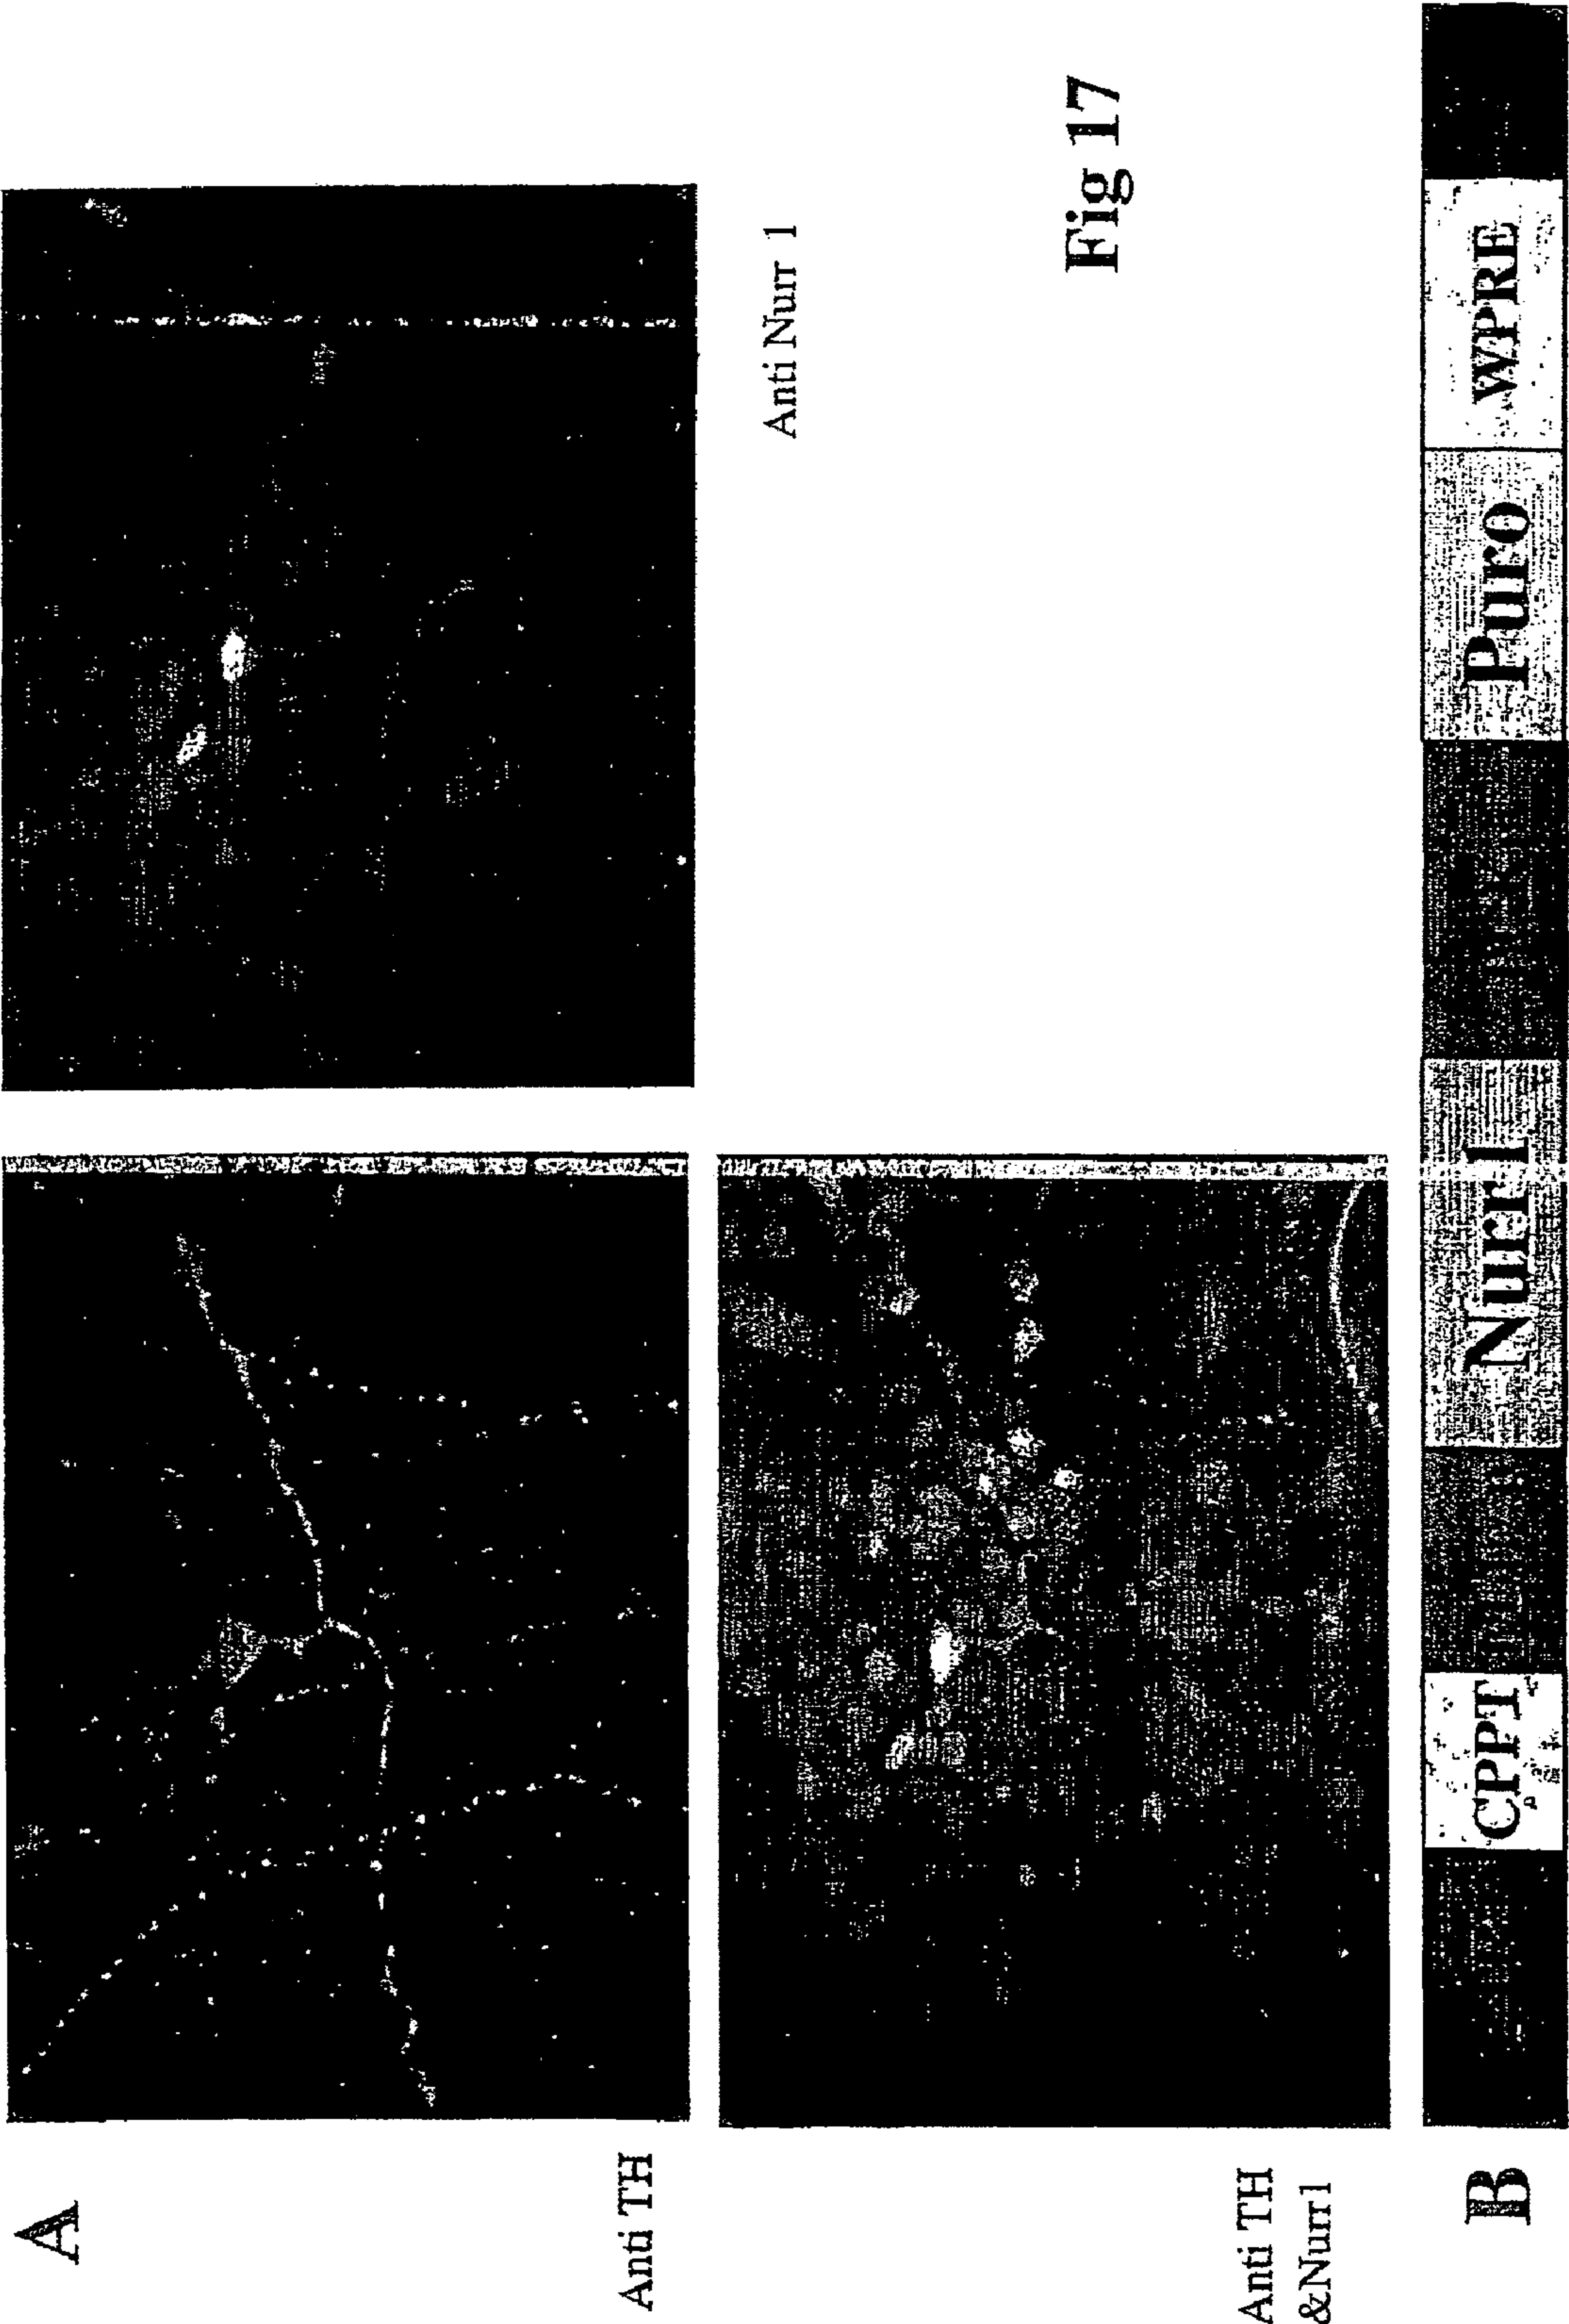 A
Anti TH
Anti Nurr 1
Anti TH
&Nurr1
Fig 17
B CPPT Nurr1 Puro WPRE